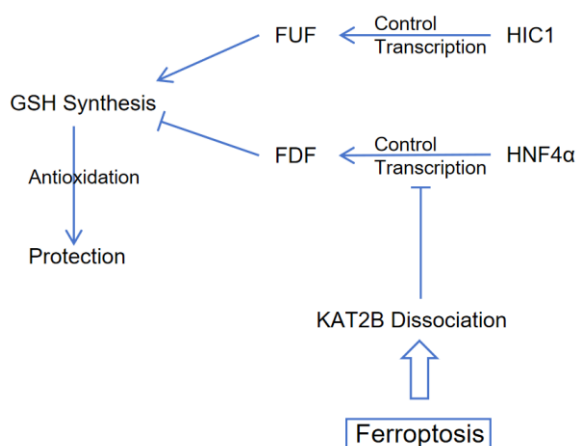 FUF
Control
Transcription
HIC1
GSH Synthesis
FDF
Control
Transcription
HNF4α
Antioxidation
Protection
KAT2B Dissociation
Ferroptosis